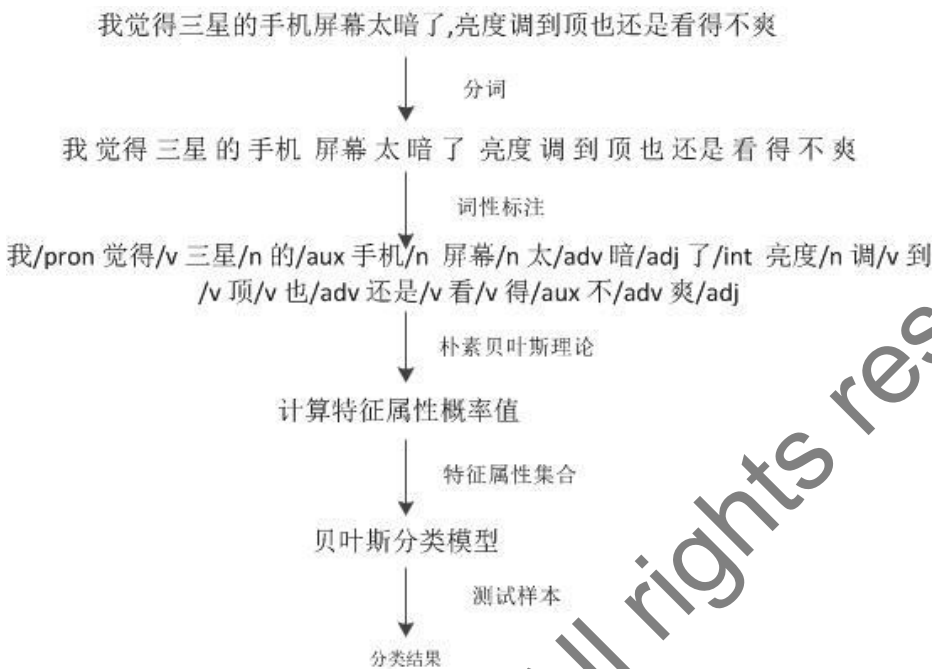 我觉得三星的手机屏幕太暗了,亮度调到顶也还是看得不爽
分词
我 觉得 三星 的 手机 屏幕 太 暗 了 亮度 调 到 顶 也 还是 看 得 不 爽
词性标注
我/pron 觉得/v 三星/n 的/aux 手机/n 屏幕/n 太/adv 暗/adj 了/int 亮度/n 调/v 到
/v 顶/v 也/adv 还是/v 看/v 得/aux 不/adv 爽/adj
朴素贝叶斯理论
计算特征属性概率值
特征属性集合
贝叶斯分类模型
测试样本
分类结果
all rights res